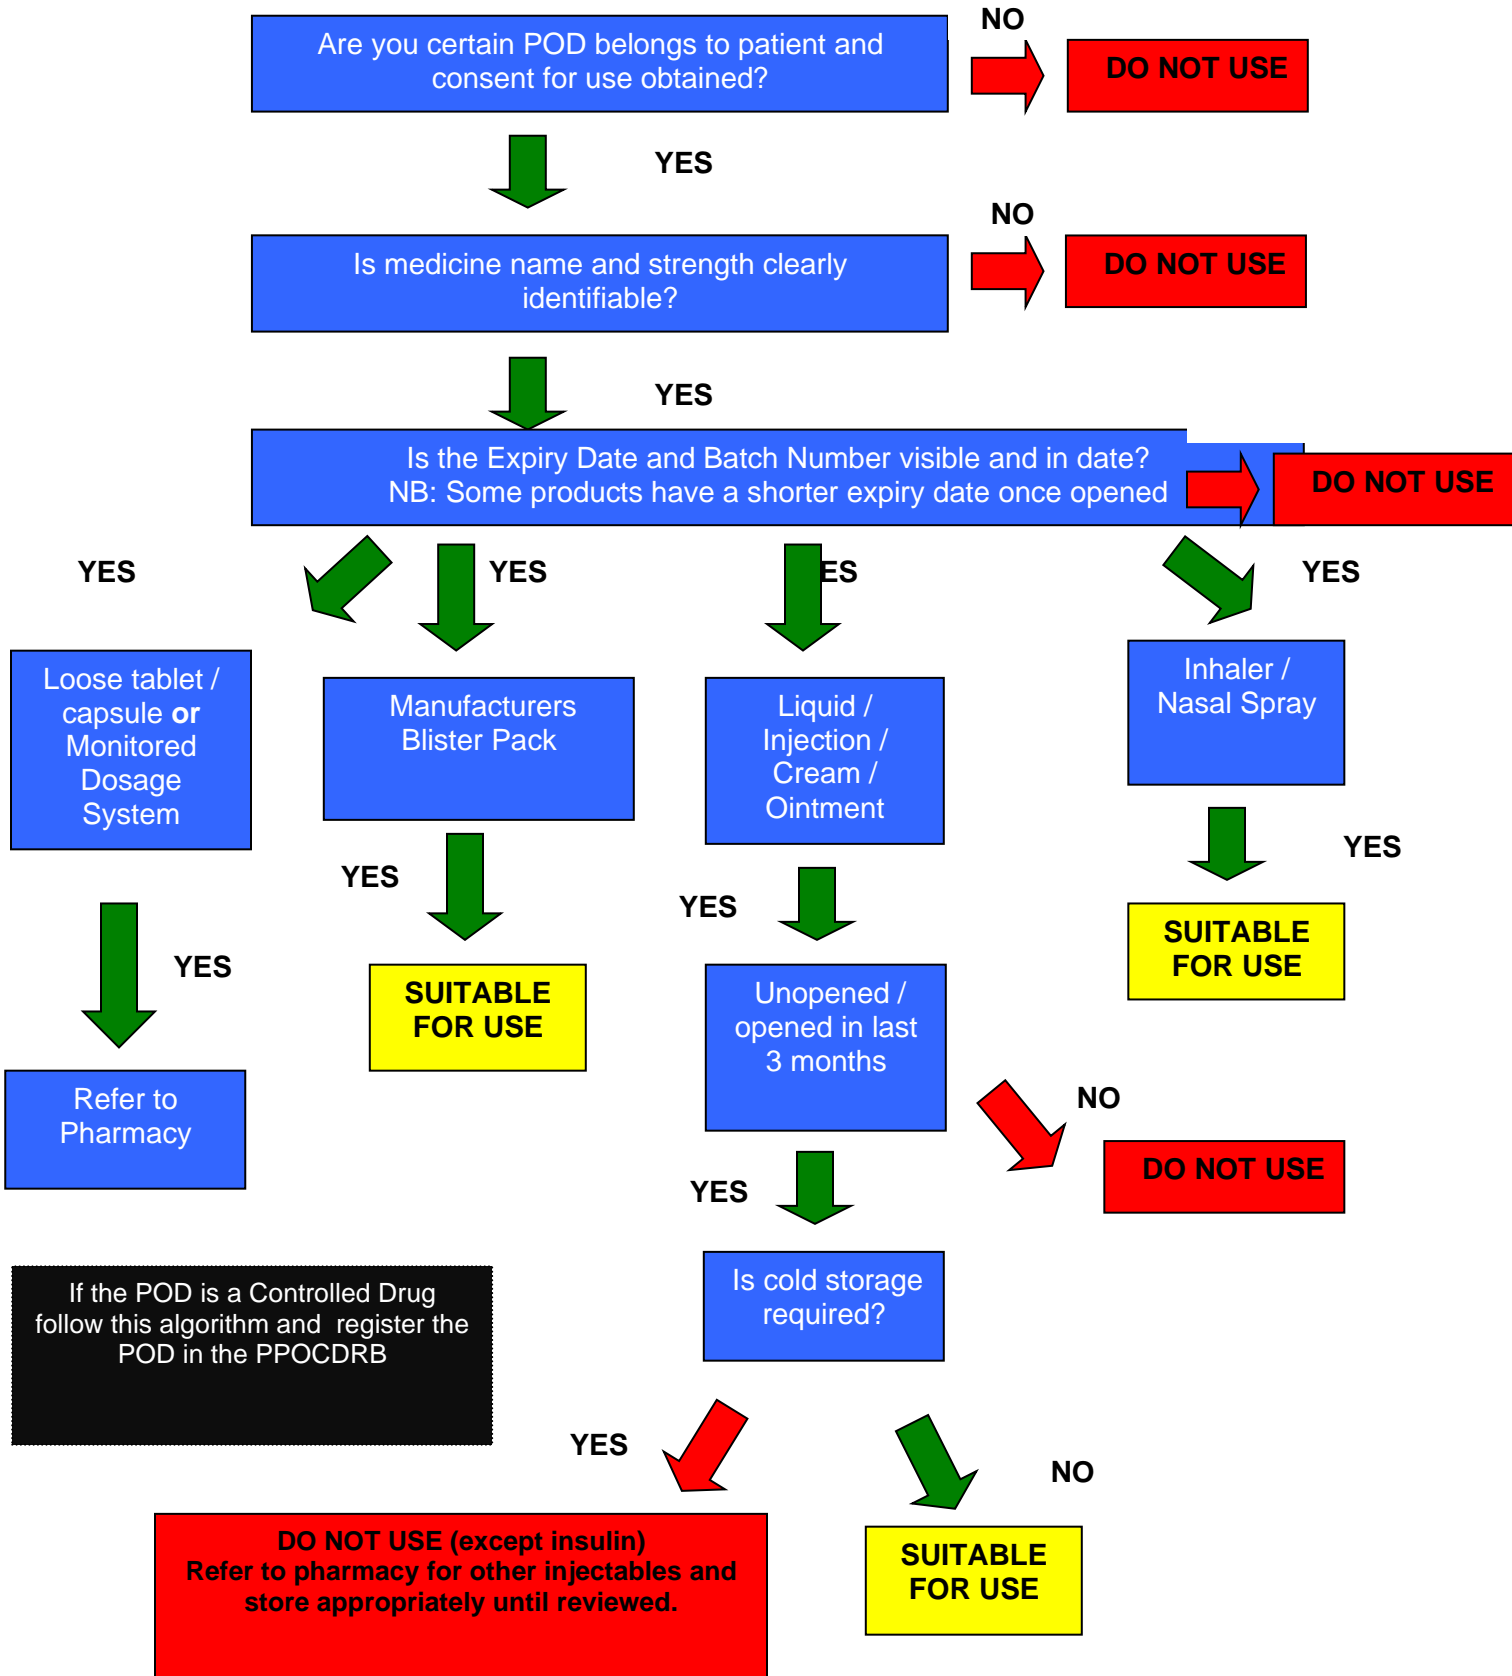 NO
Are you certain POD belongs to patient and
consent for use obtained?
DO NOT USE
YES
NO
Is medicine name and strength clearly
identifiable?
DO NOT USE
YES
Is the Expiry Date and Batch Number visible and in date?
NB: Some products have a shorter expiry date once opened
DO NOT USE
YES
YES
ES
YES
Loose tablet /
capsule or
Monitored
Dosage
System
Manufacturers
Blister Pack
Liquid /
Injection /
Cream /
Ointment
Inhaler /
Nasal Spray
YES
YES
YES
YES
SUITABLE
FOR USE
SUITABLE
FOR USE
Unopened /
opened in last
3 months
Refer to
Pharmacy
NO
DO NOT USE
YES
If the POD is a Controlled Drug
follow this algorithm and  register the
POD in the PPOCDRB
Is cold storage
required?
YES
NO
DO NOT USE (except insulin)
Refer to pharmacy for other injectables and
store appropriately until reviewed.
SUITABLE
FOR USE